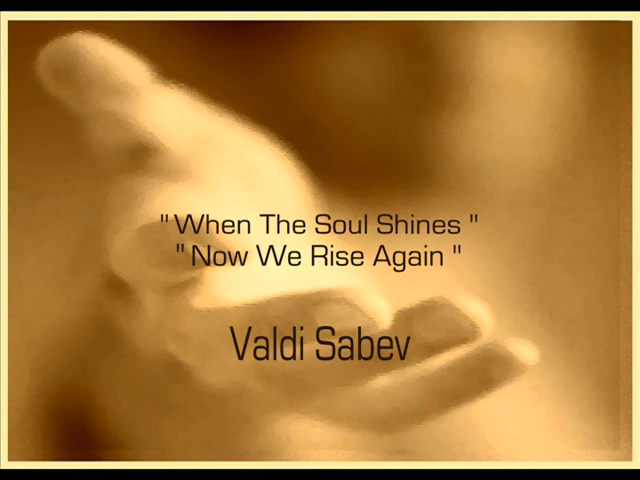 "When The Soul Shines "
"Now We Rise Again "
Valdi Sabev